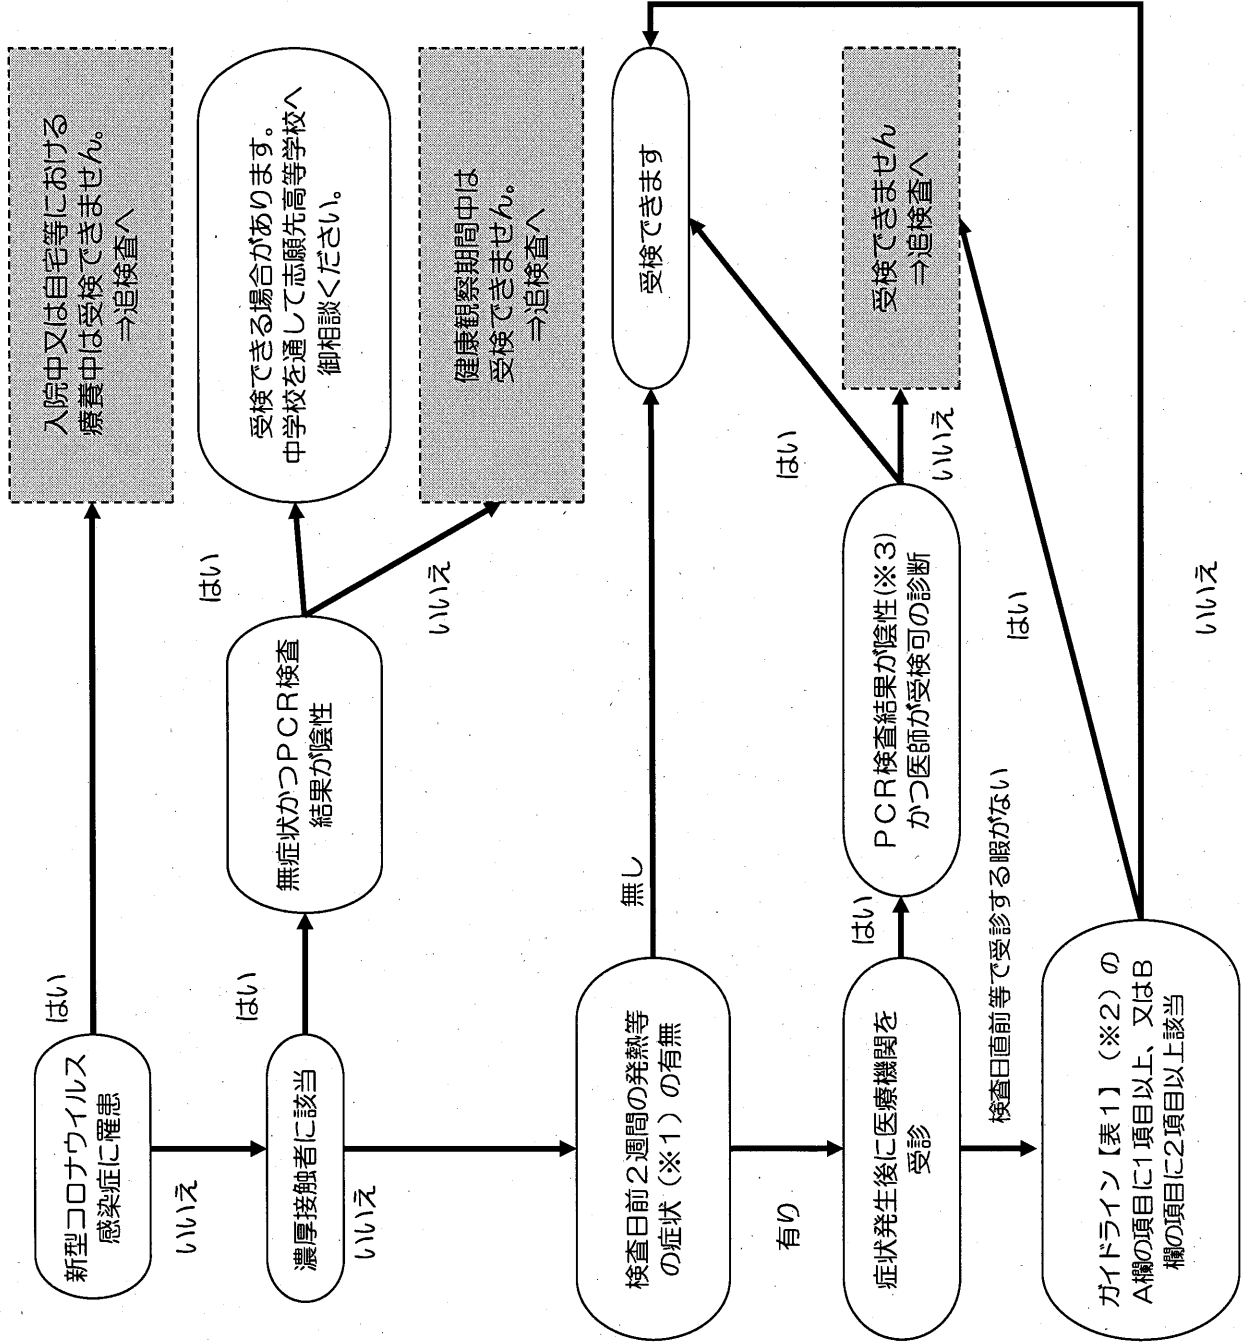 新型コロナウィルス
感染症に罹患
はい
入院中又は自宅等における
療養中は受検できません。
⇒追検査へ
いいえ
濃厚接触者に該当
はい
無症状かつPCR検査
結果が陰性
はい
受検できる場合があります。
中学校を通して志願先高等学校へ
御相談ください。
いいえ
健康観察期間中は
受検できません。
⇒追検査へ
いいえ
検査日前2週間の発熱等
の症状（※1）の有無
無し
受検できます
有り
症状発生後に医療機関を
受診
はい
PCR検査結果が陰性(※3)
かつ医師が受検可の診断
はい
いいえ
受検できません
⇒追検査へ
検査日直前等で受診する暇がない
ガイドライン【表1】（※2）の
A欄の項目に1項目以上、又はB
欄の項目に2項目以上該当
はい
いいえ